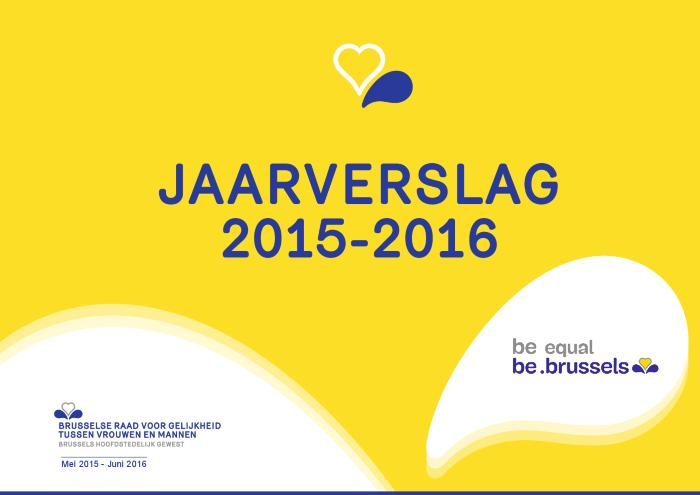 JAARVERSLAG
2015-2016
be equal
be.brussels
BRUSSELSE RAAD VOOR GELIJKHEID
TUSSEN VROUWEN EN MANNEN
BRUSSELS HOOFDSTEDELIJK GEWEST
Mei 2015 - Juni 2016